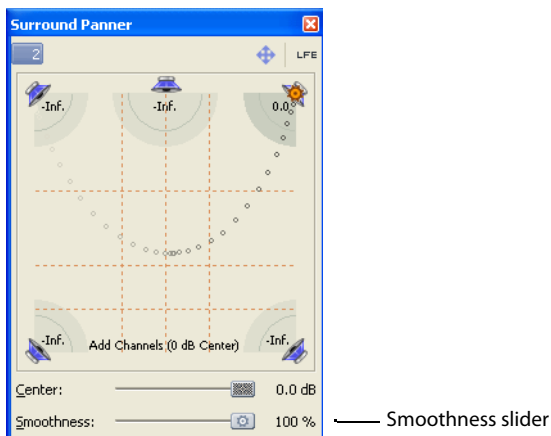 Surround Panner
2
LFE
-Inf.
-Inf.
0.0
-Inf.
Add Channels (0 dB Center)
-Inf.
Center:
0.0 dB
Smoothness:
100 %
Smoothness slider